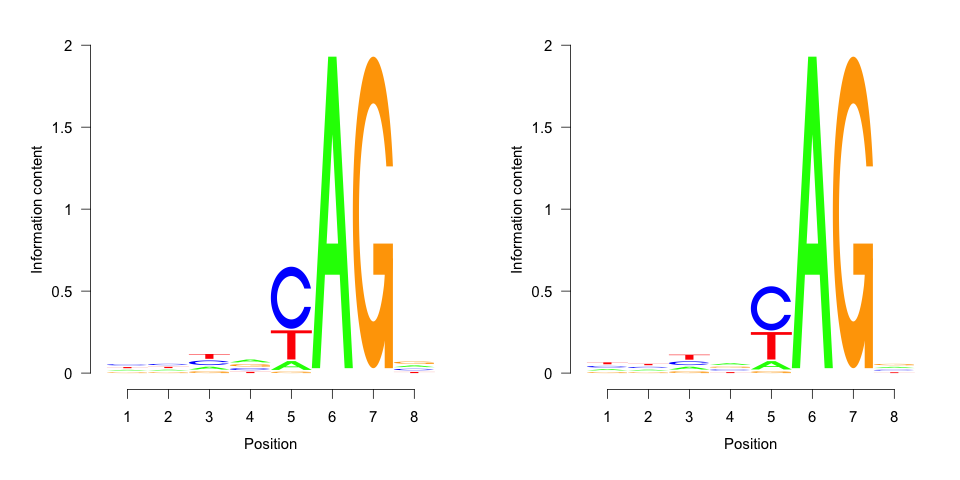 2
1.5
1
0.5
0
Information content
C
T
A
A
G
1 2 3 4 5 6 7 8
Position
2
1.5
1
0.5
0
Information content
C
T
A
A
G
1 2 3 4 5 6 7 8
Position